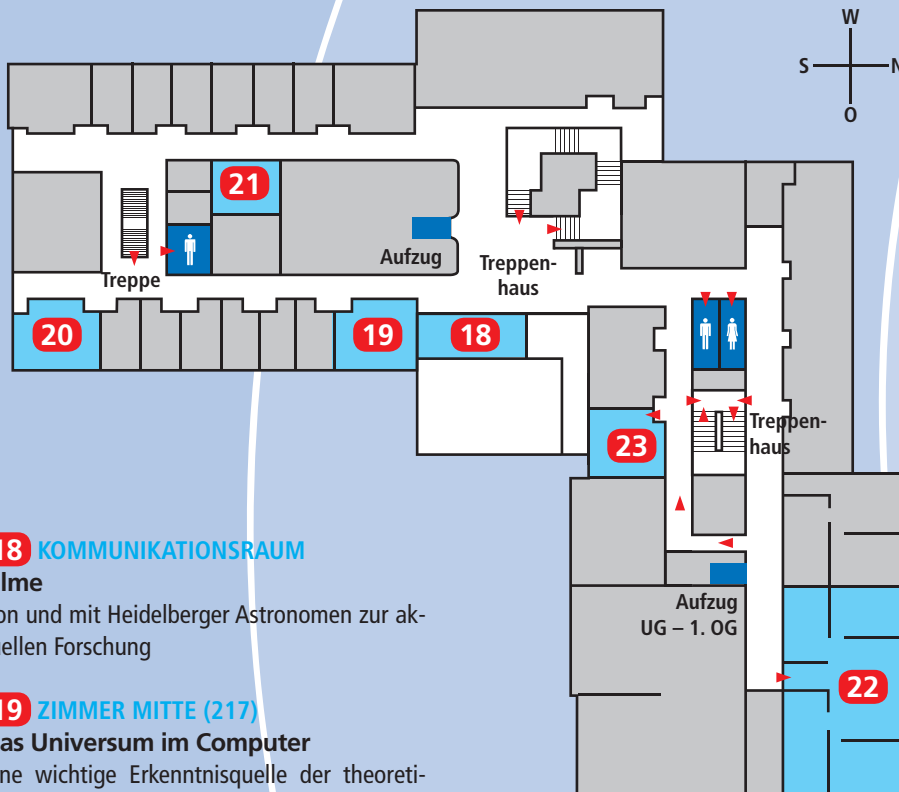 W
S N
O
21
Aufzug
Treppen-
haus
Treppe
20
19
18
23
Treppen-
haus
Aufzug
UG – 1. OG
22
18 KOMMUNIKATIONSRAUM
lme
on und mit Heidelberger Astronomen zur ak-
uellen Forschung
19 ZIMMER MITTE (217)
as Universum im Computer
ne wichtige Erkenntnisquelle der theoreti-